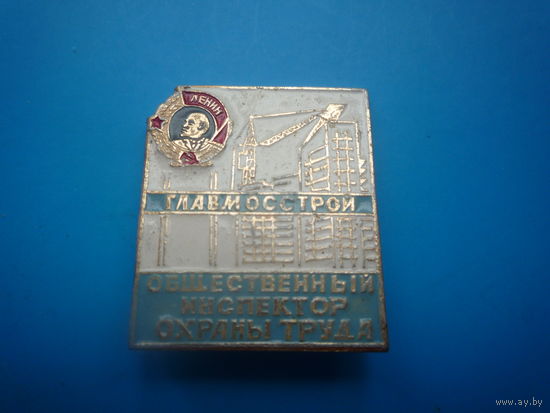 ЛЕНИН
ГЛАВМОССТРОЙ
ОБЩЕСТВЕННЫЙ
ИНСПЕКТОР
ОХРАНЫ ТРУДА
www.ay.by